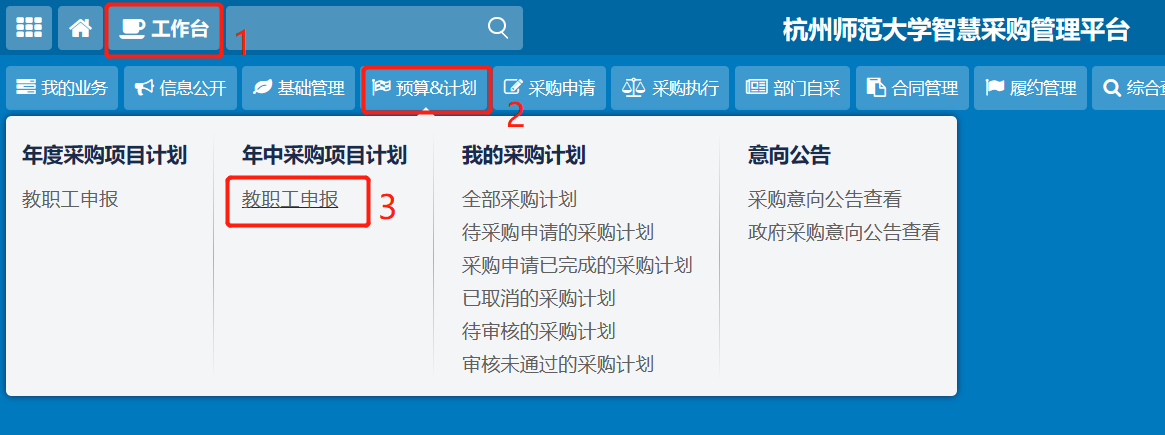 工作台
1
杭州师范大学智慧采购管理平台
我的业务
信息公开
基础管理
预算&计划
采购申请
采购执行
部门自采
合同管理
履约管理
综合
2
年度采购项目计划
教职工申报
年中采购项目计划
教职工申报
3
我的采购计划
全部采购计划
待采购申请的采购计划
采购申请已完成的采购计划
已取消的采购计划
待审核的采购计划
审核未通过的采购计划
意向公告
采购意向公告查看
政府采购意向公告查看